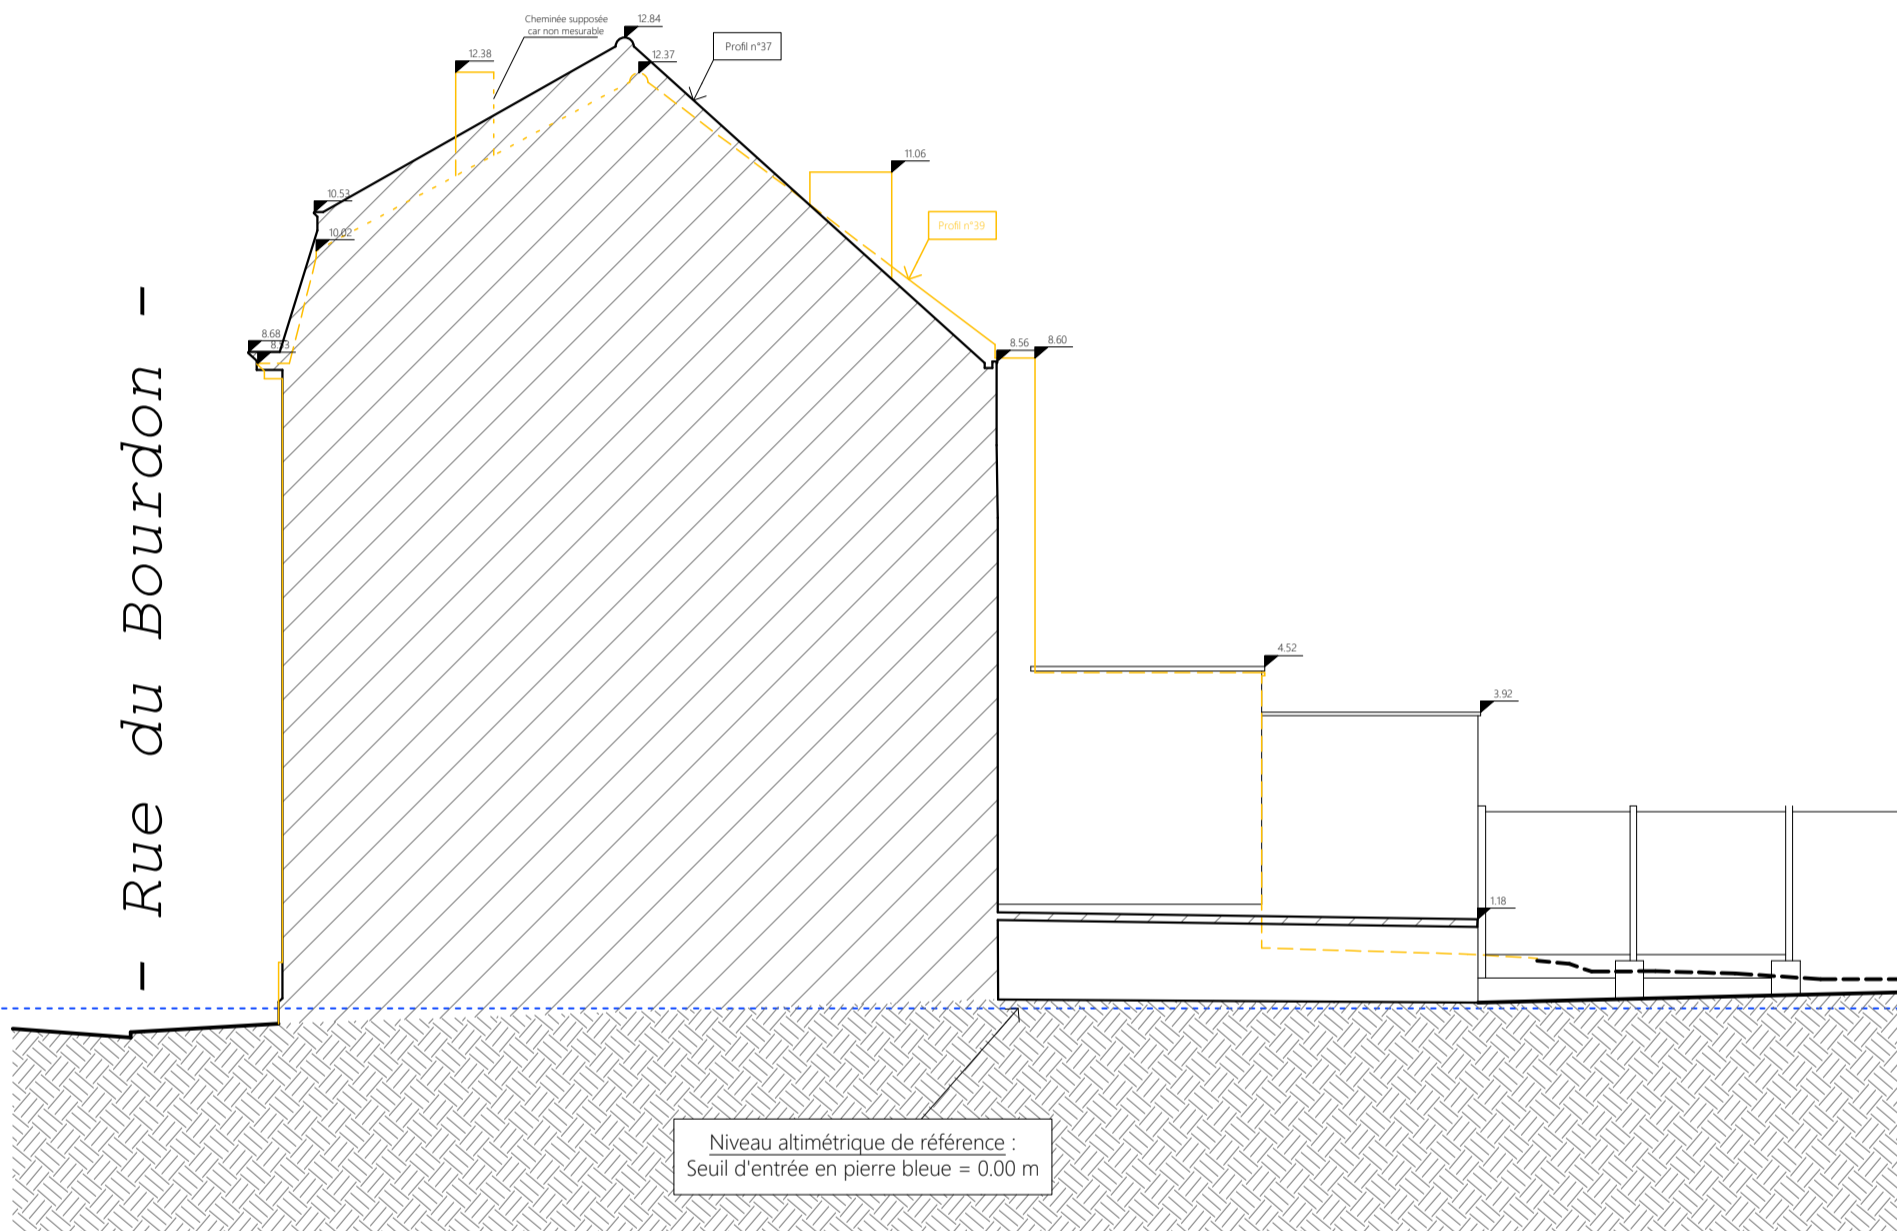 Cheminée supposée
car non mesurable
12.84
Profil n°37
12.38
12.37
11.06
10.53
Profil n°39
10.02
8.68
8.53
8.56
8.60
- Rue du Bourdon -
4.52
3.92
1.18
Niveau altimétrique de référence :
Seuil d'entrée en pierre bleue = 0.00 m